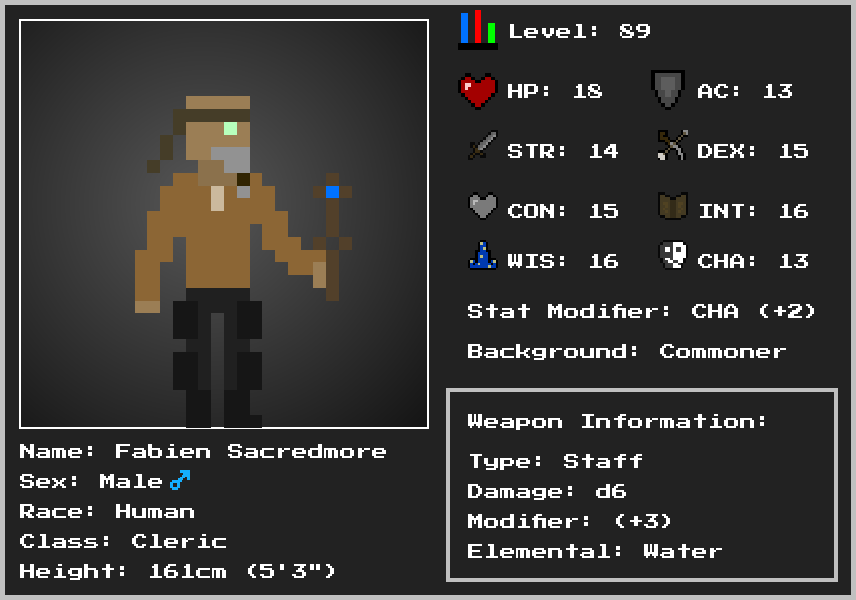 Level: 89
HP: 18 AC: 13
STR: 14 DEX: 15
CON: 15 INT: 16
WIS: 16 CHA: 13
Stat Modifier: CHA (+2)
Background: Commoner
Weapon Information:
Type: Staff
Damage: d6
Modifier: (+3)
Elemental: Water
Name: Fabien Sacredmore
Sex: Male ♂
Race: Human
Class: Cleric
Height: 161cm (5'3")